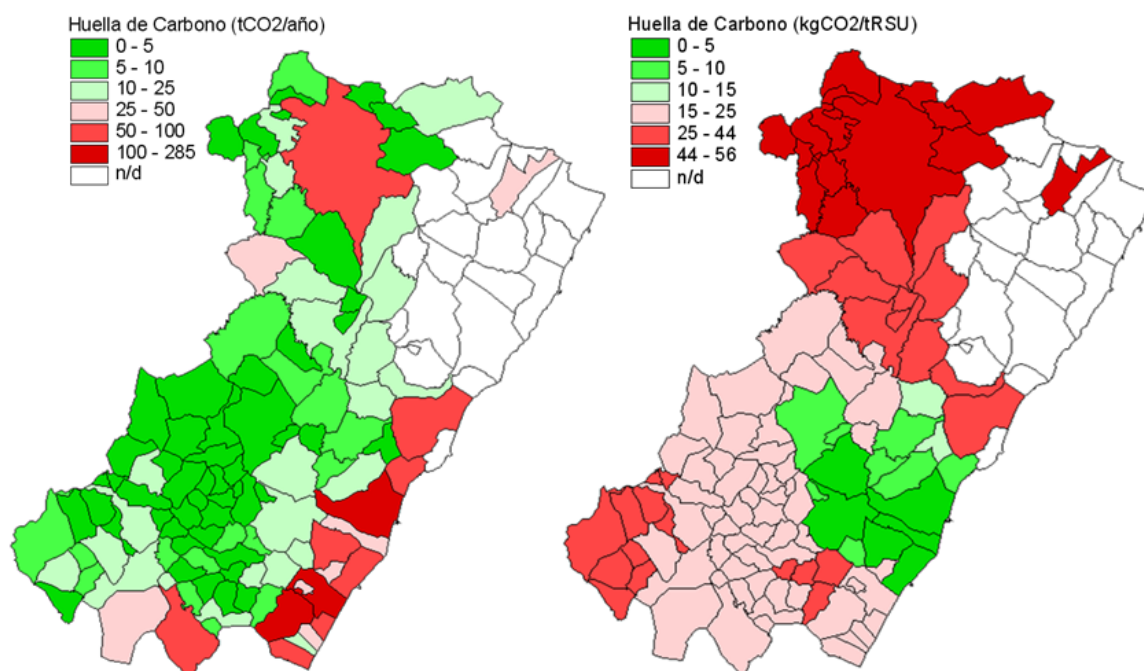 Huella de Carbono (tCO2/año)
0 - 5
5 - 10
10 - 25
25 - 50
50 - 100
100 - 285
n/d
Huella de Carbono (kgCO2/tRSU)
0 - 5
5 - 10
10 - 15
15 - 25
25 - 44
44 - 56
n/d